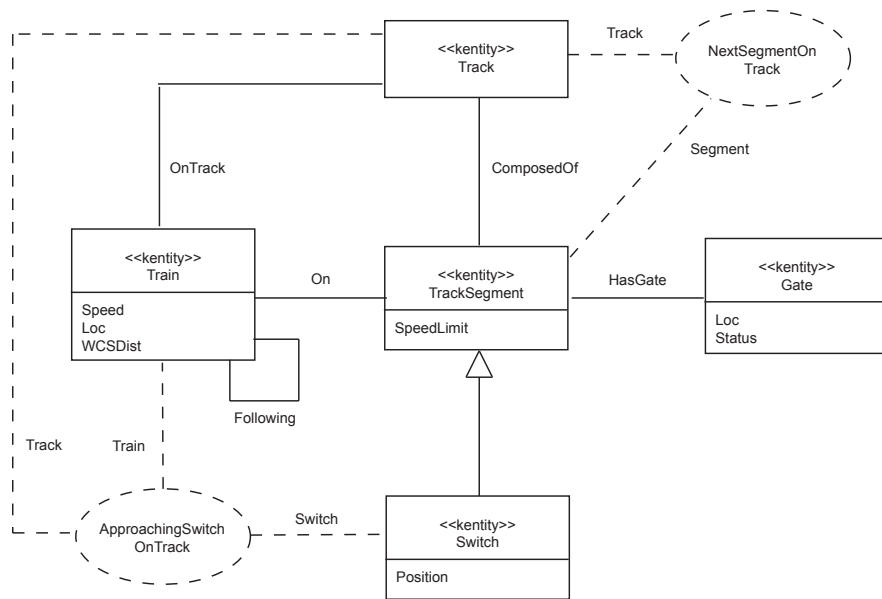 <<kentity>>
Track
Track
NextSegmentOn
Track
Segment
OnTrack
ComposedOf
<<kentity>>
Train
Speed
Loc
WCSDist
On
<<kentity>>
TrackSegment
SpeedLimit
HasGate
<<kentity>>
Gate
Loc
Status
Following
Track
Train
ApproachingSwitch
OnTrack
Switch
<<kentity>>
Switch
Position